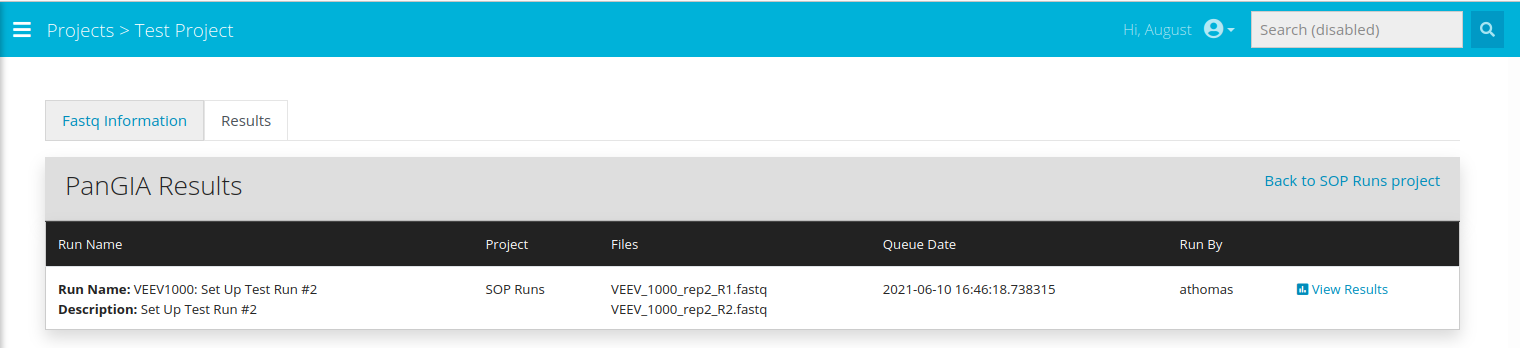 Projects > Test Project
Hi, August
Search (disabled)
Fastq Information
Results
PanGIA Results
Back to SOP Runs project
Run Name Project Files Queue Date Run By
Run Name: VEEV1000: Set Up Test Run #2 SOP Runs VEEV_1000_rep2_R1.fastq 2021-06-10 16:46:18.738315 athomas View Results
Description: Set Up Test Run #2 VEEV_1000_rep2_R2.fastq